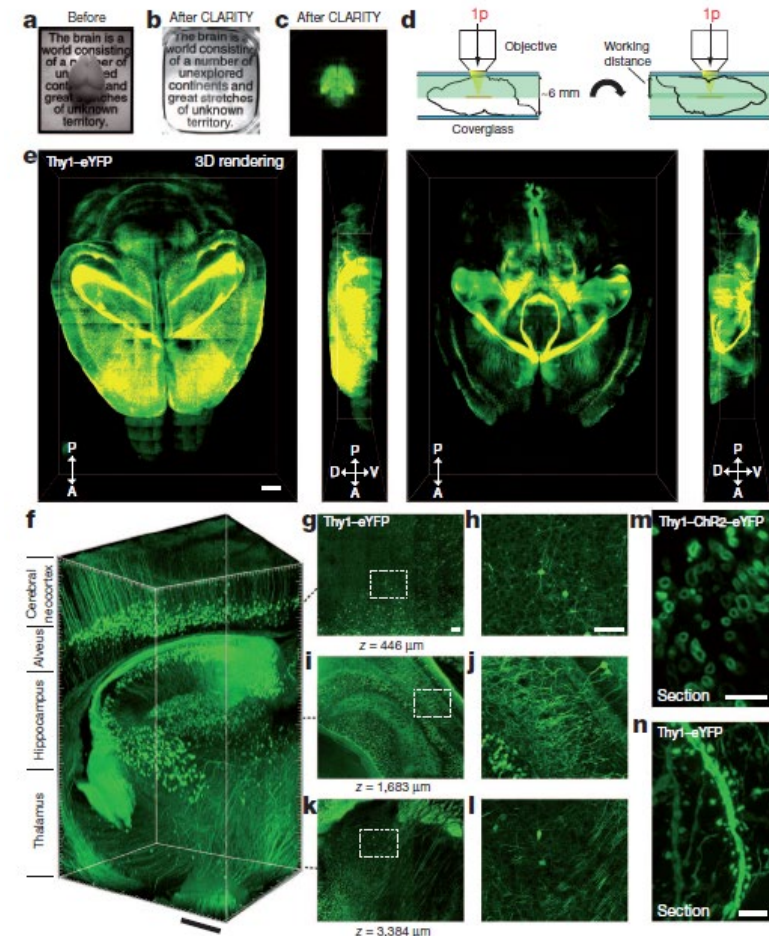 a
Before
The brain is a
world consisting
of a number of
continents and
great stretches
of unknown
territory.
b
After CLARITY
The brain is a
world consisting
of a number of
unexplored
continents and
great stretches
of unknown
territory.
c
After CLARITY
d
1p
Objective
Coverglass
~6 mm
Working
distance
1p
e
Thy1–eYFP
3D rendering
P
A
P
D V
A
P
A
P
D V
A
f
Cerebral
neocortex
Alveus
Hippocampus
Thalamus
g
Thy1–eYFP
z = 446 µm
h
i
z = 1,683 µm
j
k
z = 3,384 µm
l
m
Thy1–ChR2–eYFP
Section
n
Thy1–eYFP
Section